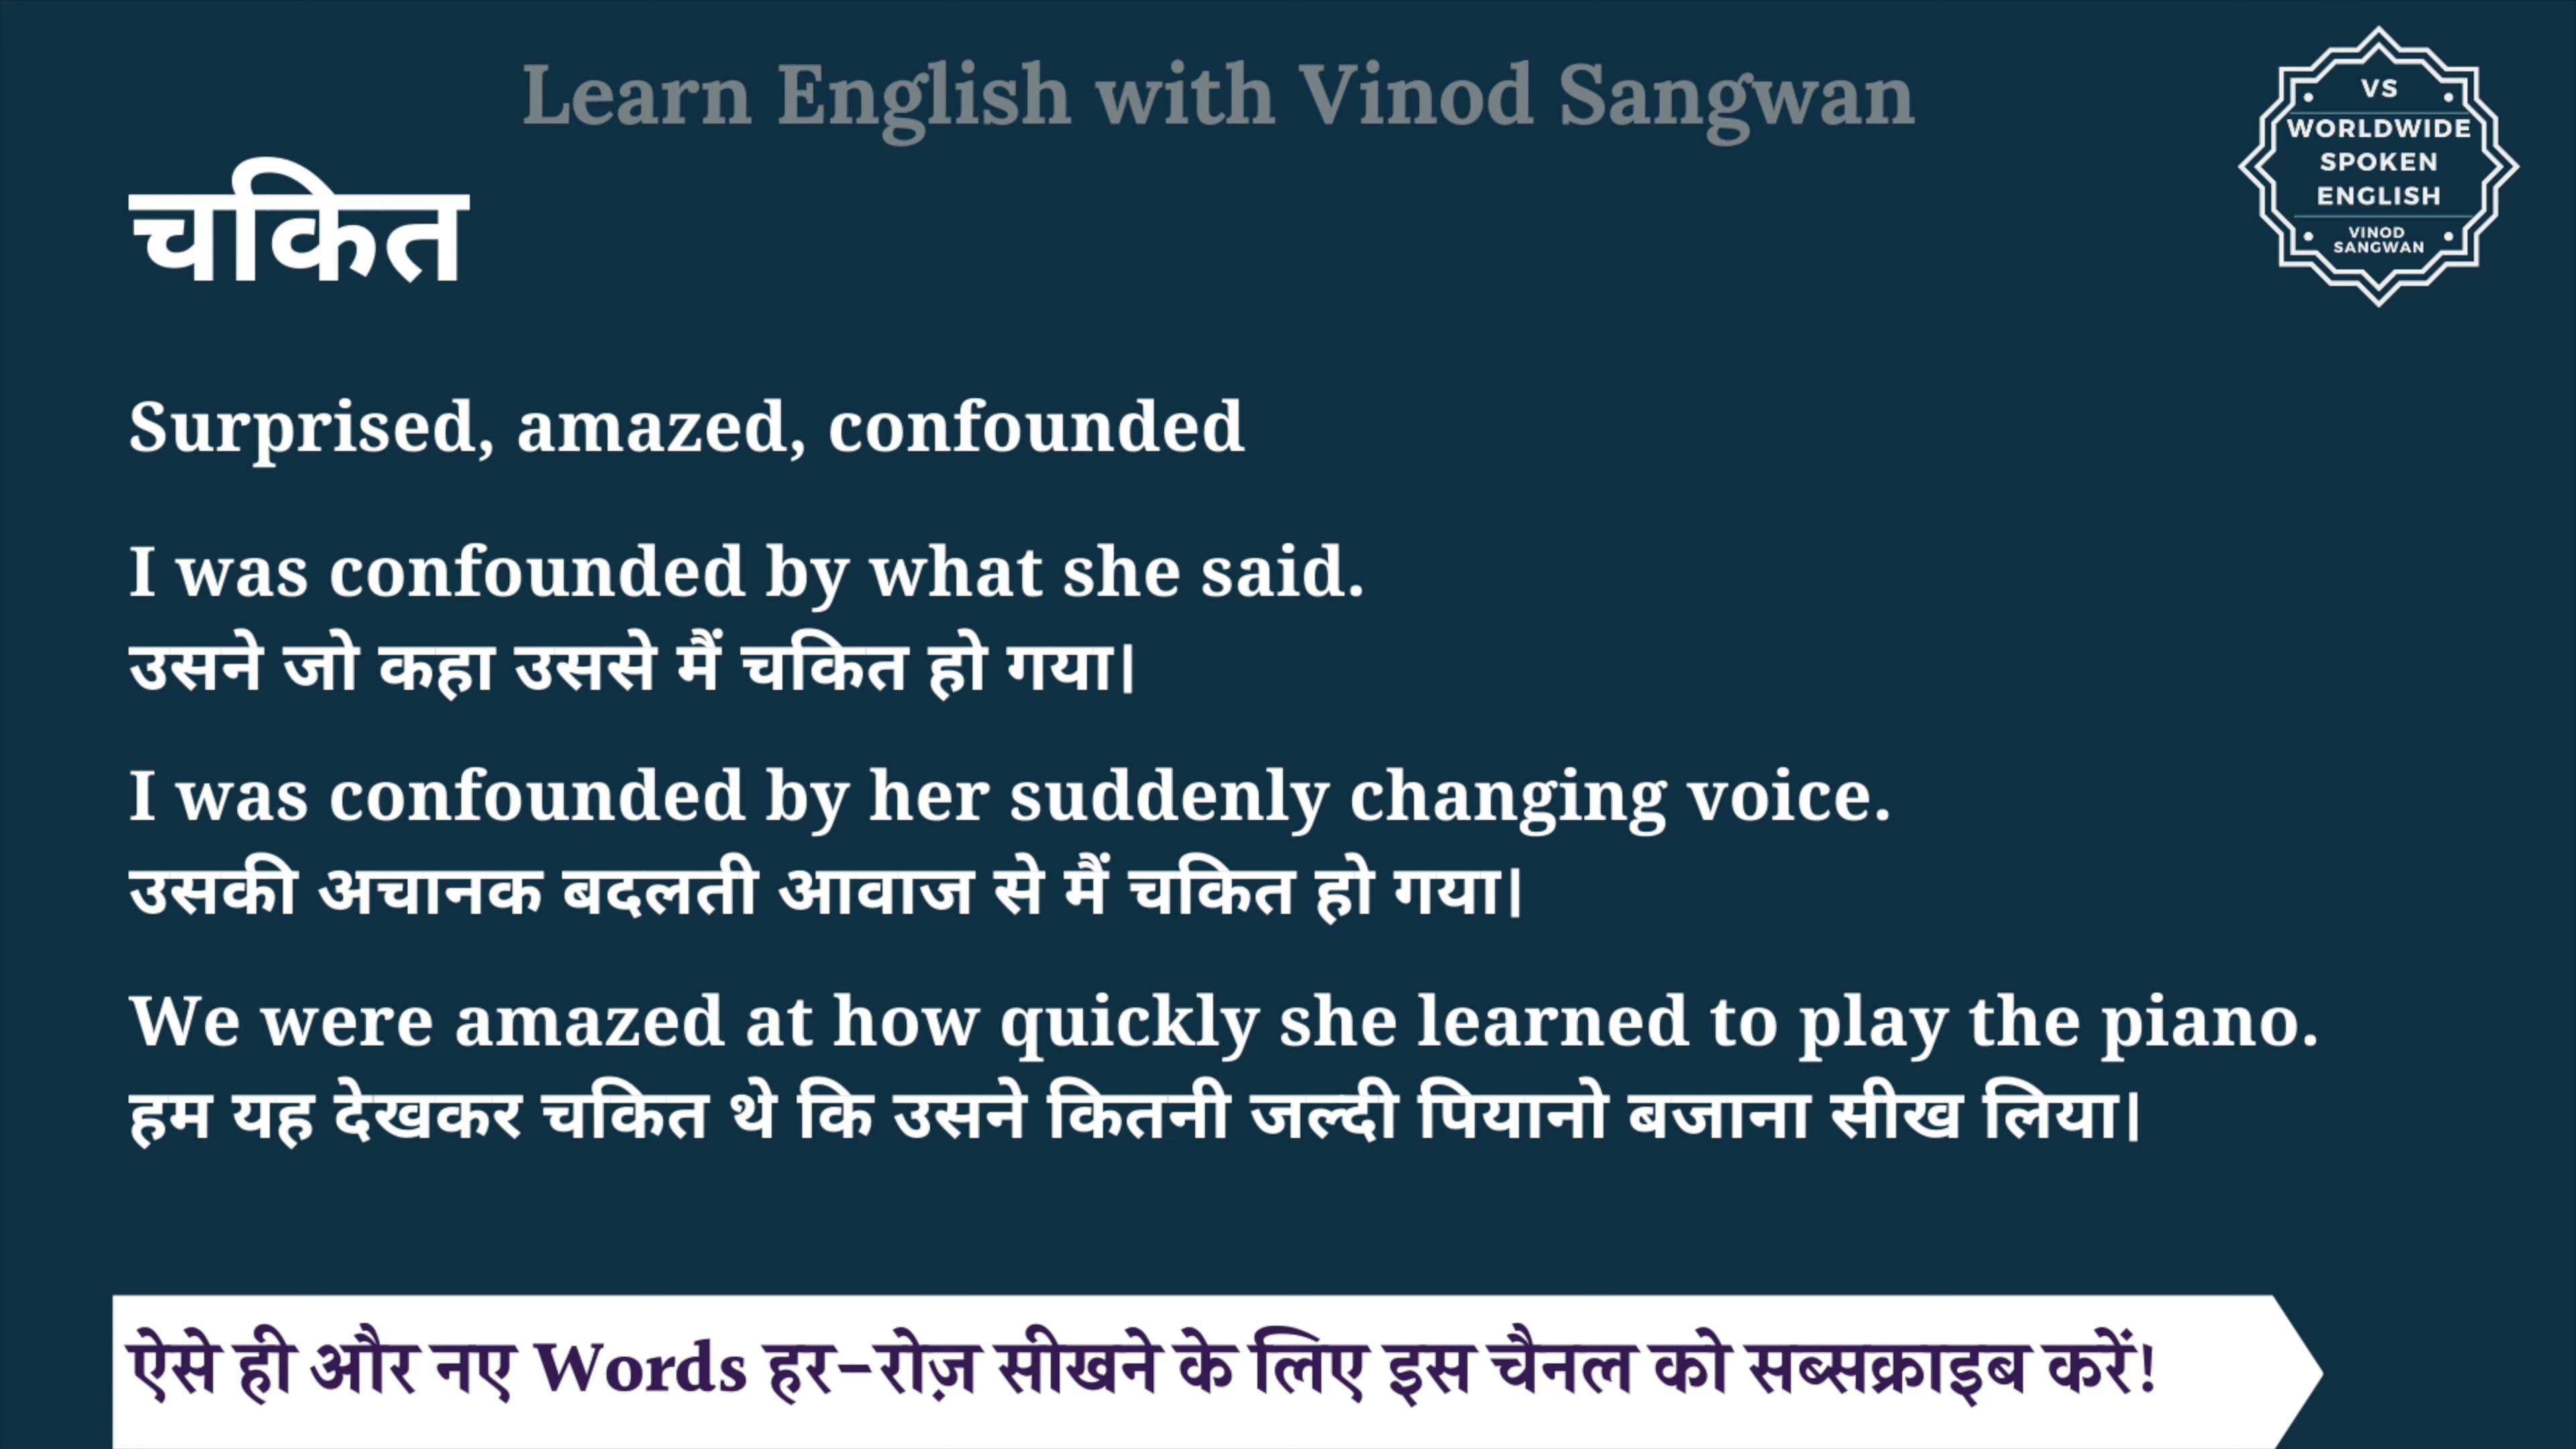 Learn English with Vinod Sangwan
VS
WORLDWIDE
SPOKEN
ENGLISH
VINOD
SANGWAN
चकित
Surprised, amazed, confounded
I was confounded by what she said.
उसने जो कहा उससे मैं चकित हो गया।
I was confounded by her suddenly changing voice.
उसकी अचानक बदलती आवाज से मैं चकित हो गया।
We were amazed at how quickly she learned to play the piano.
हम यह देखकर चकित थे कि उसने कितनी जल्दी पियानो बजाना सीख लिया।
ऐसे ही और नए Words हर-रोज़ सीखने के लिए इस चैनल को सब्सक्राइब करें!